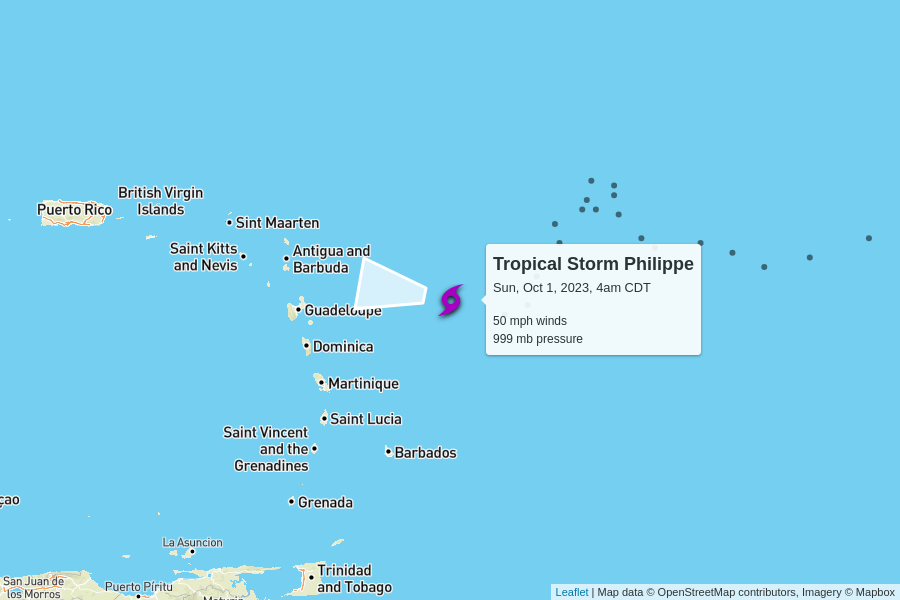 British Virgin
Islands
Puerto Rico
Sint Maarten
Saint Kitts
and Nevis
Antigua and
Barbuda
Tropical Storm Philippe
Sun, Oct 1, 2023, 4am CDT
50 mph winds
999 mb pressure
Guadeloupe
Dominica
Martinique
Saint Lucia
Saint Vincent
and the
Grenadines
Barbados
çao
Grenada
La Asuncion
Trinidad
and Tobago
San Juan de
los Morros
Puerto Píritu
Maturin
Leaflet | Map data © OpenStreetMap contributors, Imagery © Mapbox